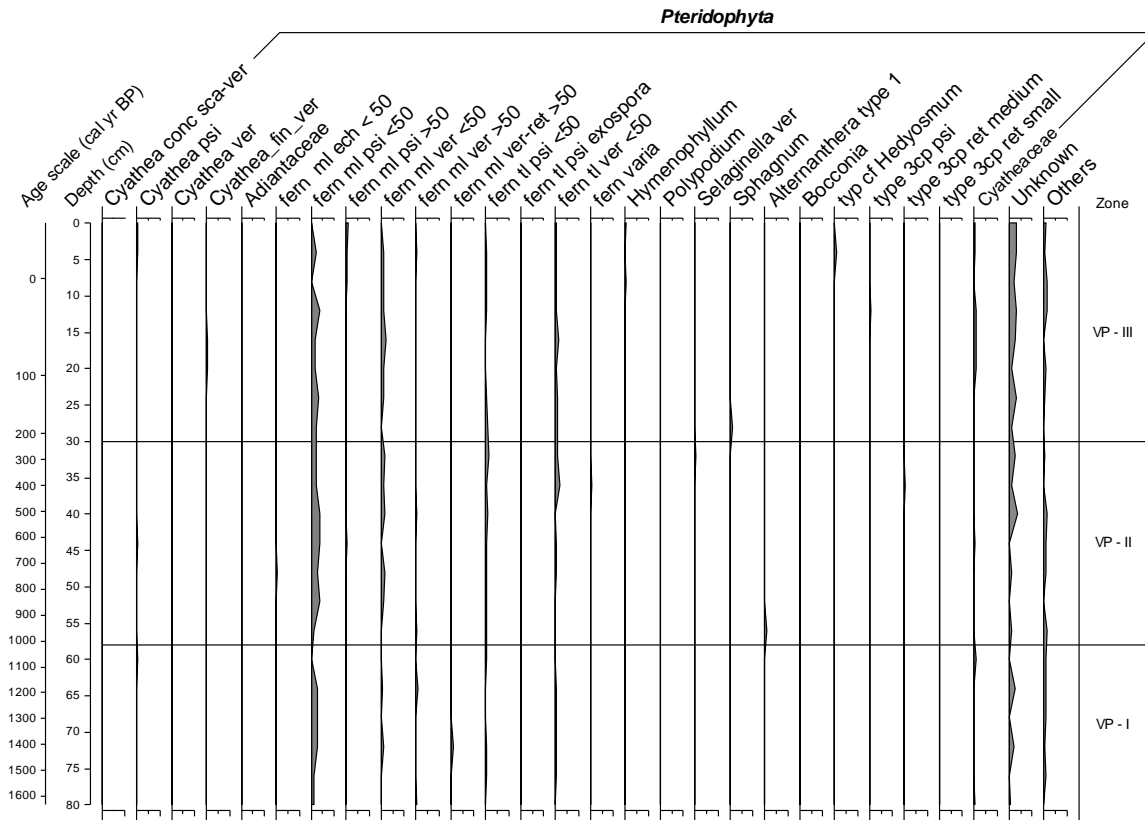 Pteridophyta
Age scale (cal yr BP)
Depth (cm)
Cyathea conc sca-ver
Cyathea psi
Cyathea ver
Cyathea_fin_ver
Adiantaceae
fern ml ech < 50
fern ml psi <50
fern ml psi >50
fern ml ver <50
fern ml ver >50
fern ml ver-ret >50
fern tl psi <50
fern tl psi exospora
fern tl ver <50
fern varia
Hymenophyllum
Polypodium
Selaginella ver
Sphagnum
Alternanthera type 1
Bocconia
typ cf Hedyosmum
type 3cp psi
type 3cp ret medium
type 3cp ret small
Cyatheaceae
Unknown
Others
Zone
0
5
0
10
15
VP - III
100
20
25
200
30
300
35
400
500
40
600
45
VP - II
700
800
50
900
55
1000
1100
60
1200
65
1300
70
VP - I
1400
1500
75
1600
80